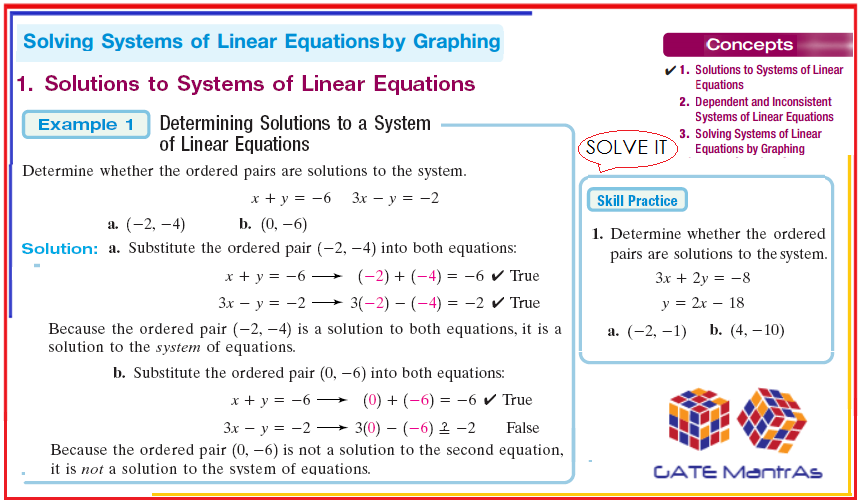 Solving Systems of Linear Equationsby Graphing
1. Solutions to Systems of Linear Equations
Example 1
Determining Solutions to a System
of Linear Equations
Determine whether the ordered pairs are solutions to the system.
x + y = −6   3x − y = −2
a. (−2, −4)   b. (0, −6)
Solution: a. Substitute the ordered pair (−2, −4) into both equations:
x + y = −6 ⟶ (−2) + (−4) = −6 ✔ True
3x − y = −2 ⟶ 3(−2) − (−4) = −2 ✔ True
Because the ordered pair (−2, −4) is a solution to both equations, it is a
solution to the system of equations.
b. Substitute the ordered pair (0, −6) into both equations:
x + y = −6 ⟶ (0) + (−6) = −6 ✔ True
3x − y = −2 ⟶ 3(0) − (−6) ≟ −2   False
Because the ordered pair (0, −6) is not a solution to the second equation,
it is not a solution to the system of equations.
Concepts
✔ 1. Solutions to Systems of Linear
Equations
2. Dependent and Inconsistent
Systems of Linear Equations
3. Solving Systems of Linear
Equations by Graphing
SOLVE IT
Skill Practice
1. Determine whether the ordered
pairs are solutions to the system.
3x + 2y = −8
y = 2x − 18
a. (−2, −1)   b. (4, −10)
GATE MantrAs